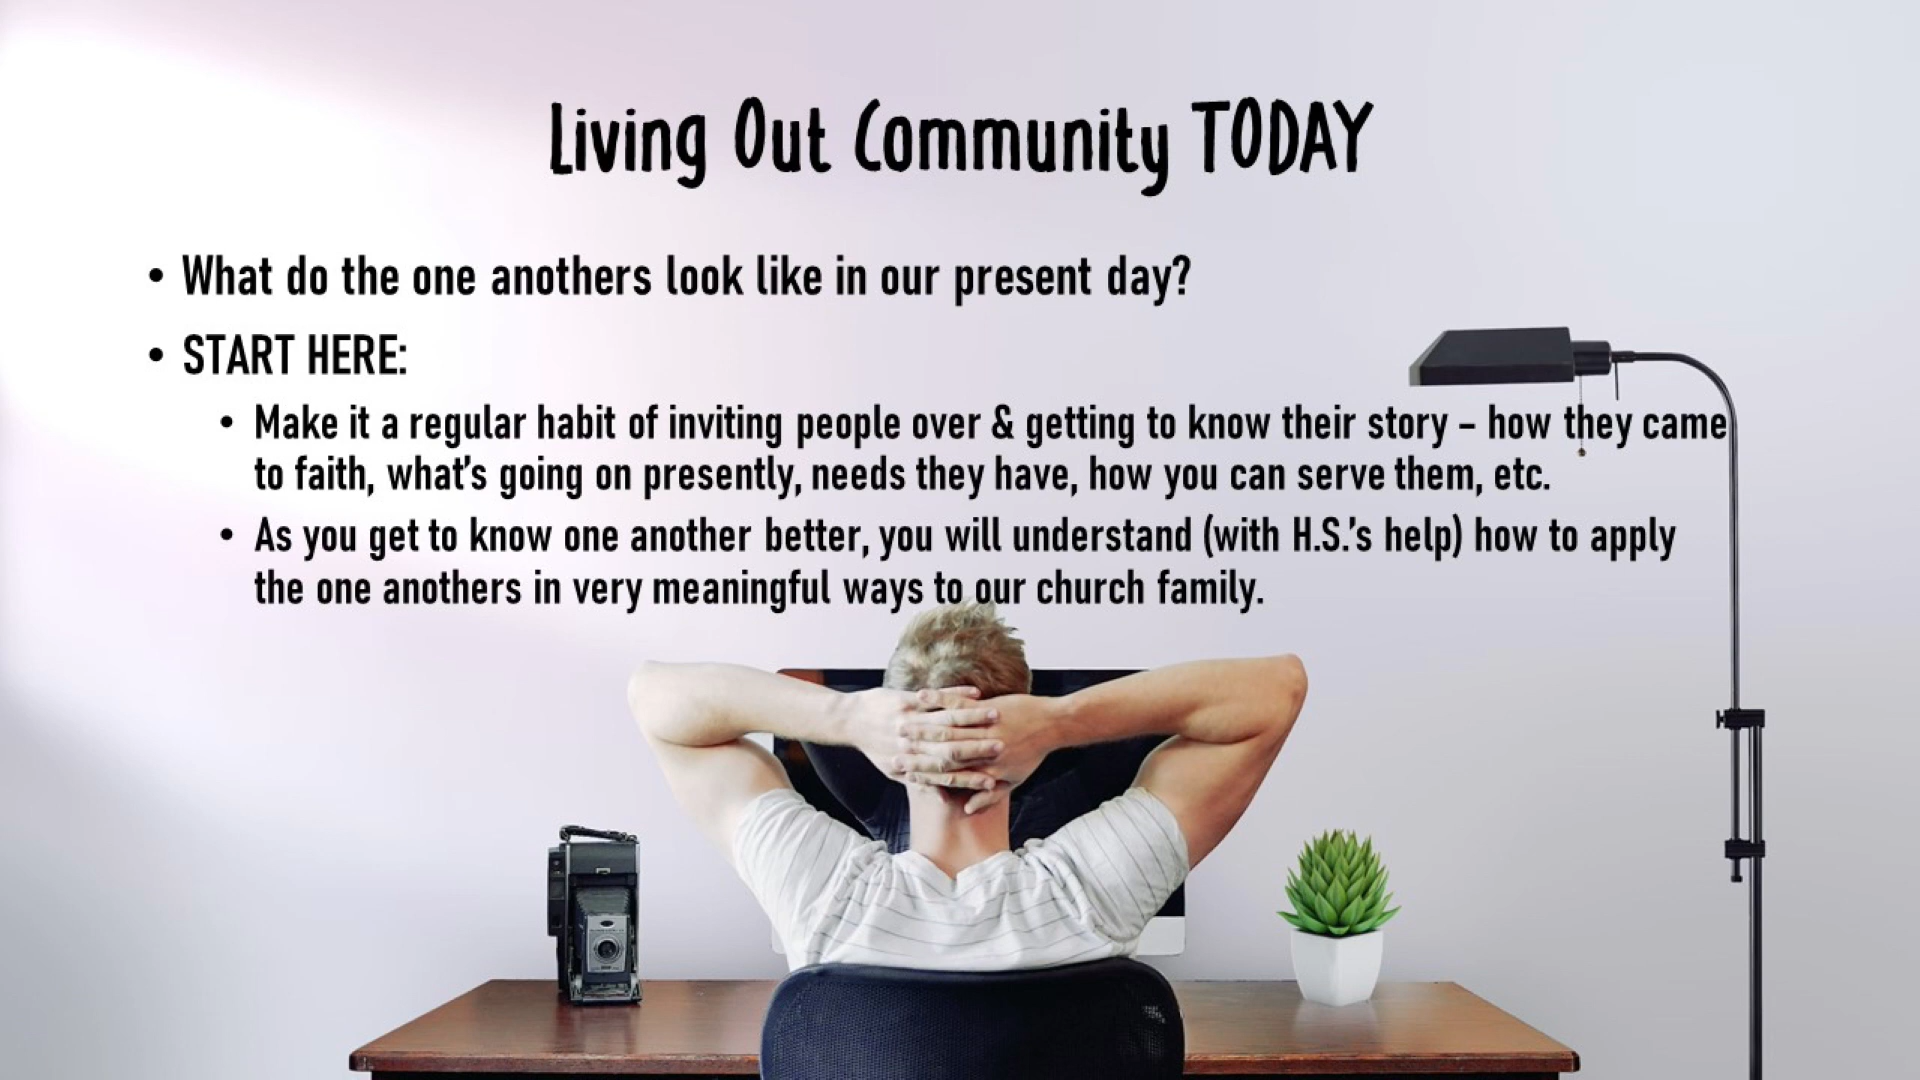 Living Out Community TODAY
• What do the one anothers look like in our present day?
• START HERE:
• Make it a regular habit of inviting people over & getting to know their story – how they came
to faith, what's going on presently, needs they have, how you can serve them, etc.
• As you get to know one another better, you will understand (with H.S.'s help) how to apply
the one anothers in very meaningful ways to our church family.